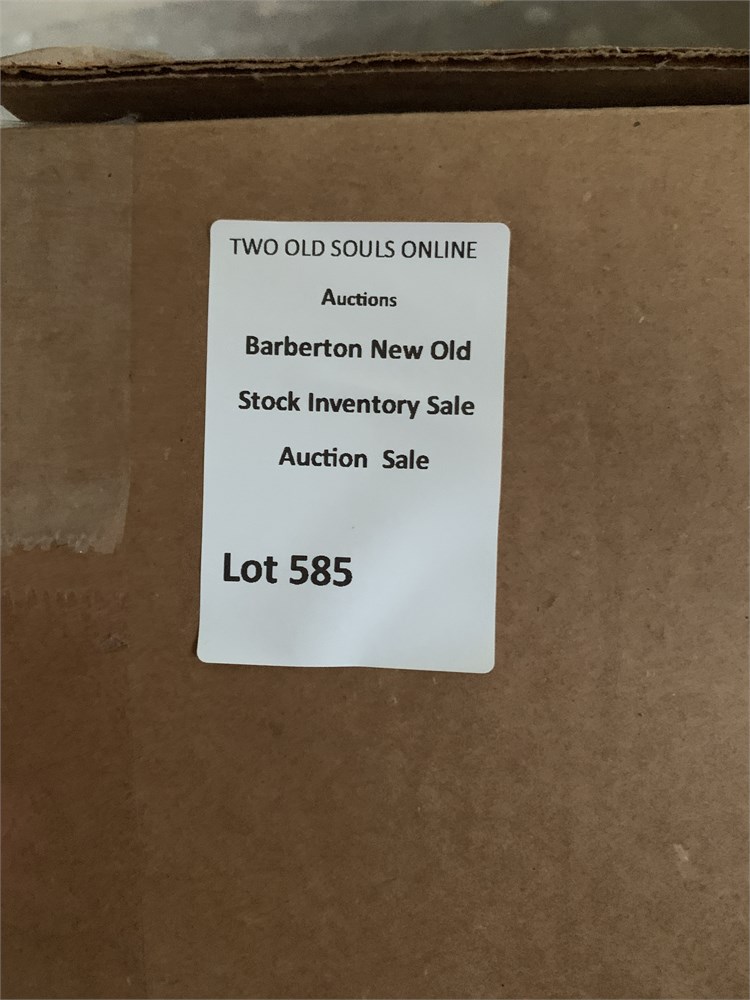 TWO OLD SOULS ONLINE
Auctions
Barberton New Old
Stock Inventory Sale
Auction  Sale
Lot 585